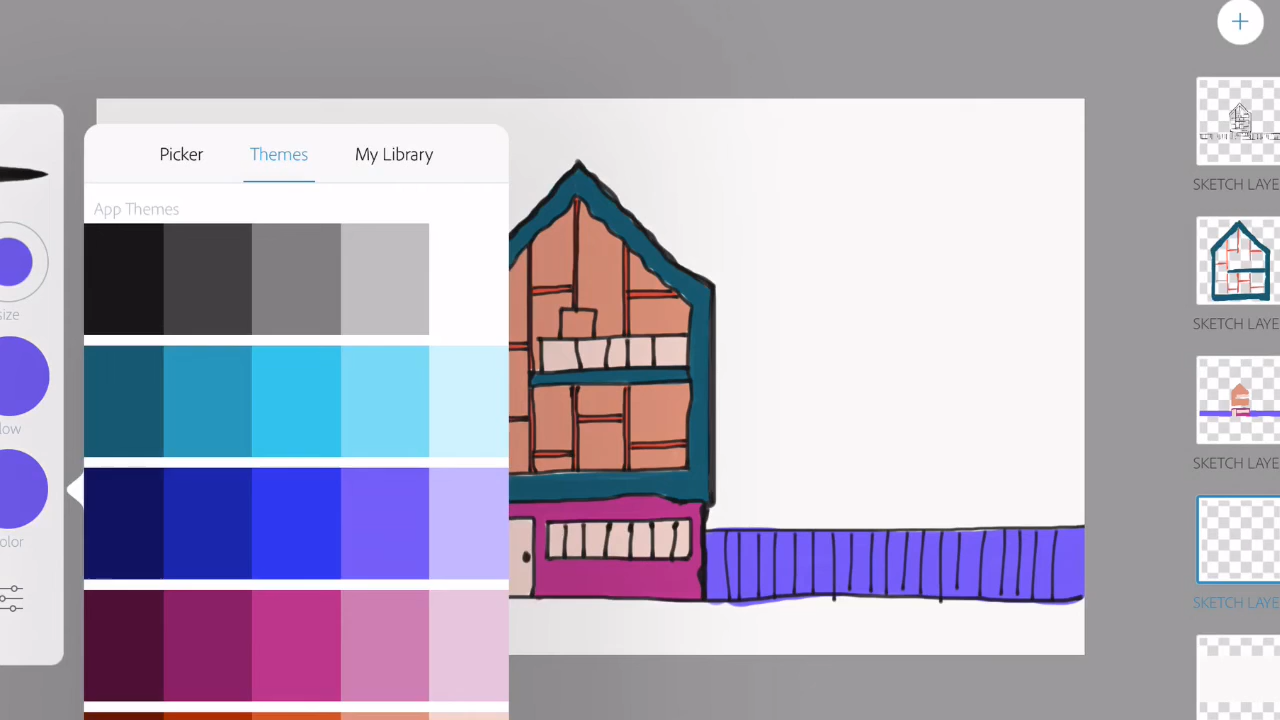 Picker
Themes
My Library
App Themes
size
low
olor
SKETCH LAYE
SKETCH LAYE
SKETCH LAYE
SKETCH LAYE